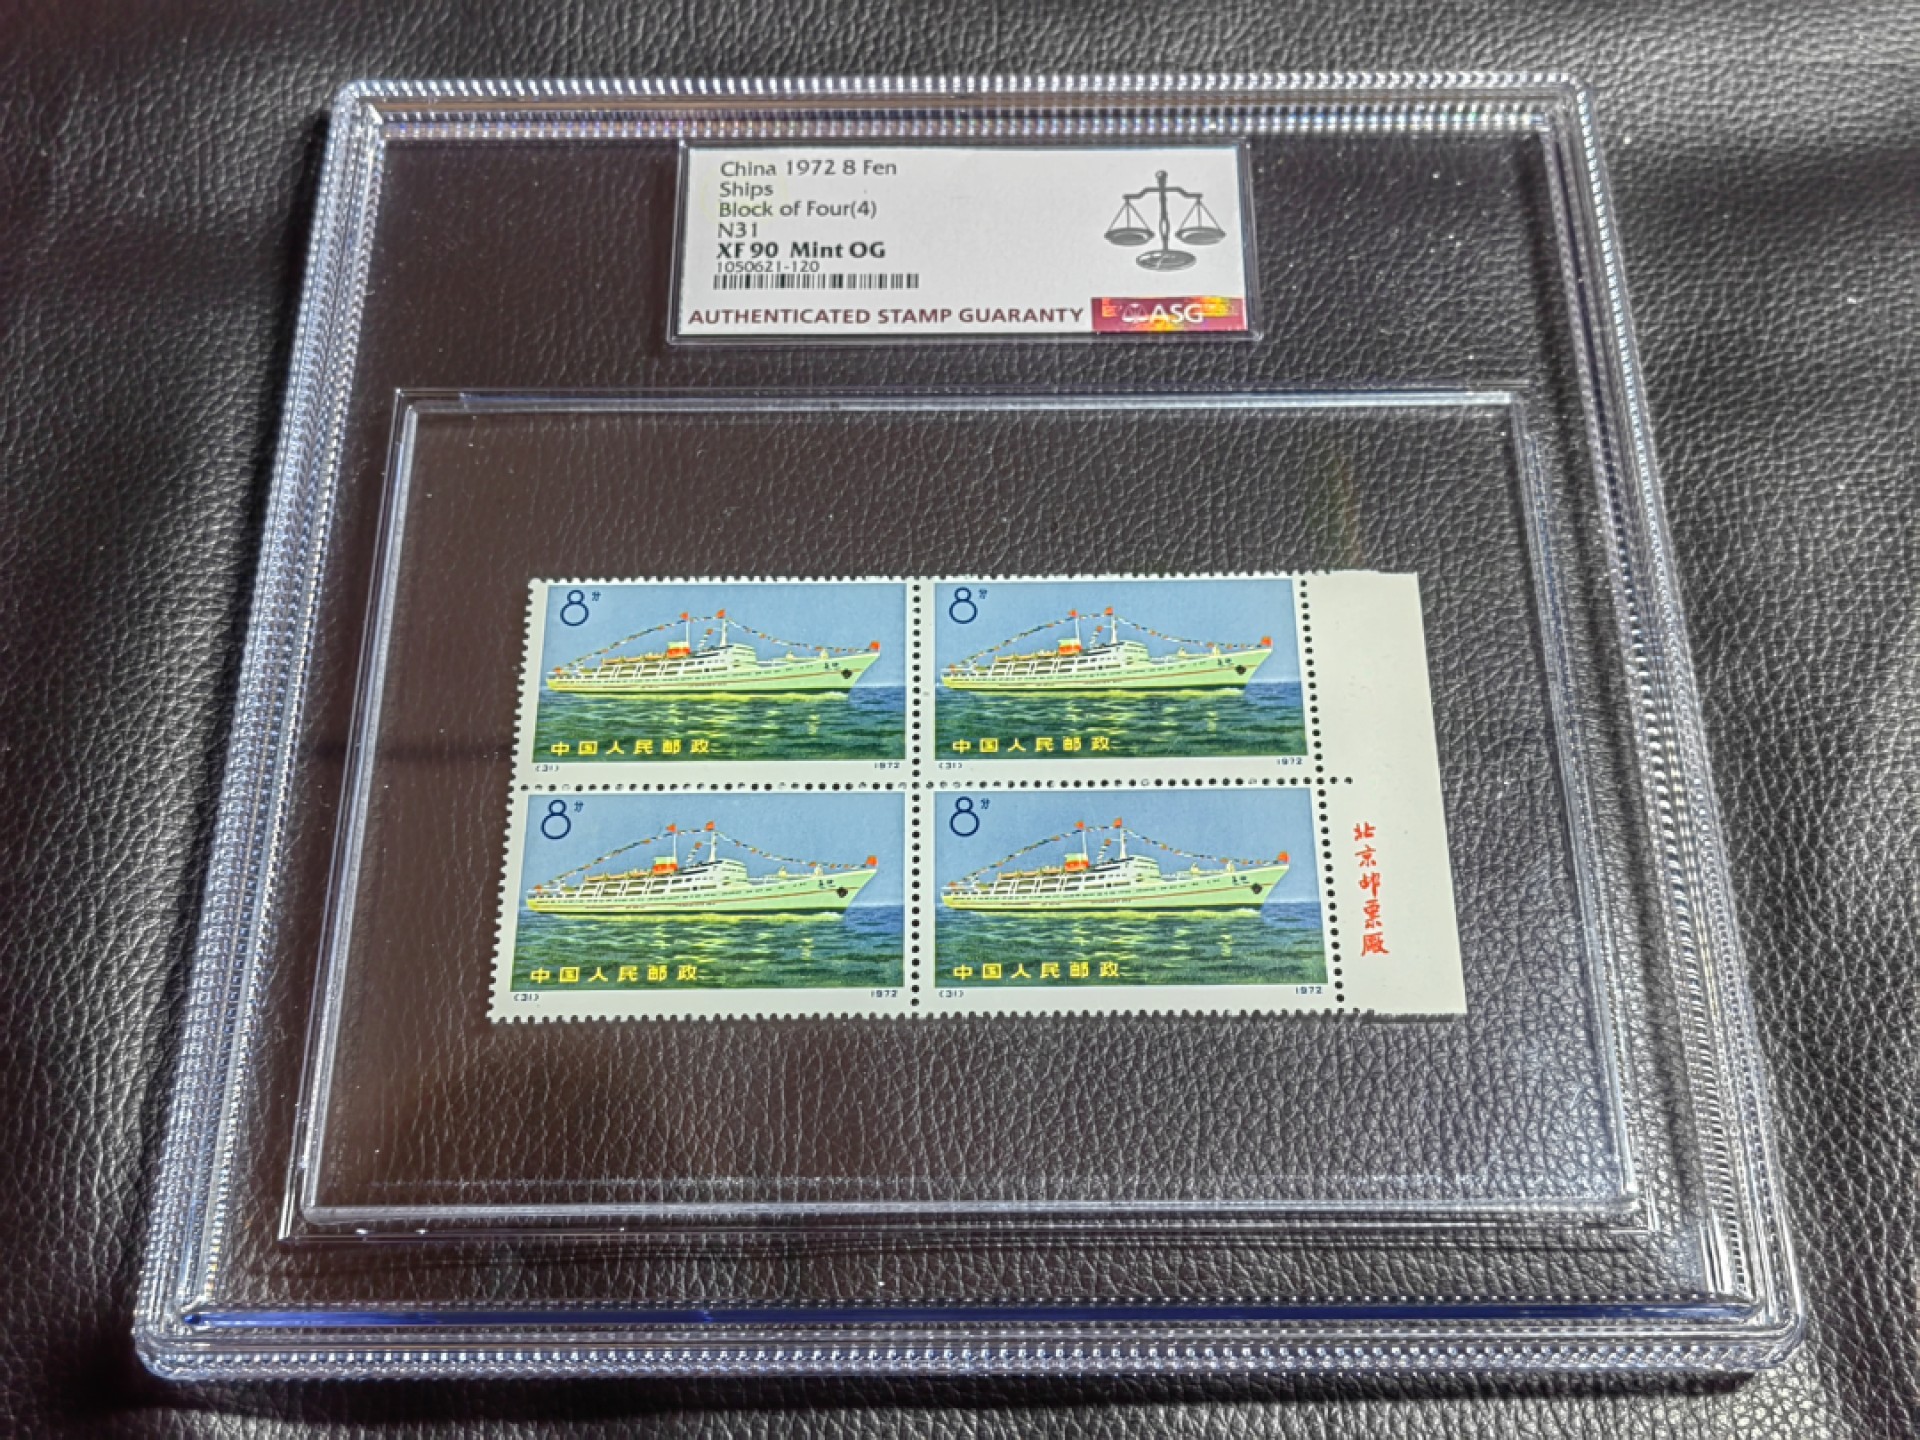 China 1972 8 Fen
Ships
Block of Four(4)
N31
XF 90 Mint OG
1050621-120
AUTHENTICATED STAMP GUARANTY ASG
8分
中国人民邮政
(31) 1972
8分
中国人民邮政
(31) 1972
8分
中国人民邮政
(31) 1972
8分
中国人民邮政
(31) 1972
北京邮票厂